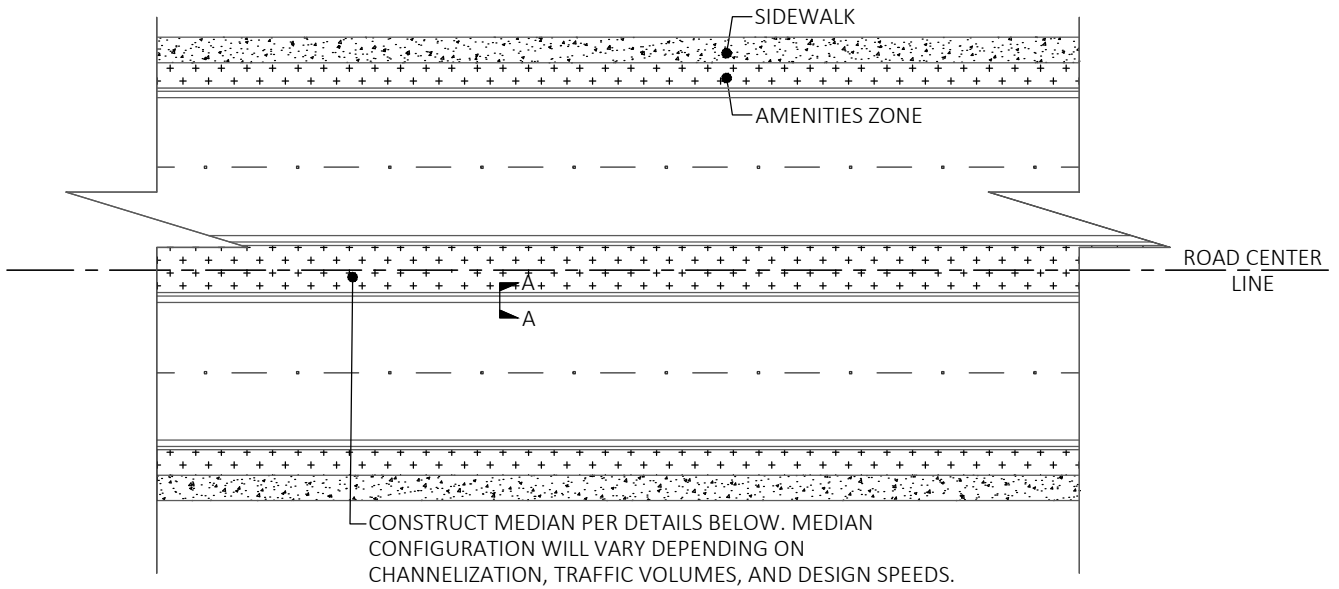 SIDEWALK
AMENITIES ZONE
ROAD CENTER
LINE
A
A
CONSTRUCT MEDIAN PER DETAILS BELOW. MEDIAN
CONFIGURATION WILL VARY DEPENDING ON
CHANNELIZATION, TRAFFIC VOLUMES, AND DESIGN SPEEDS.